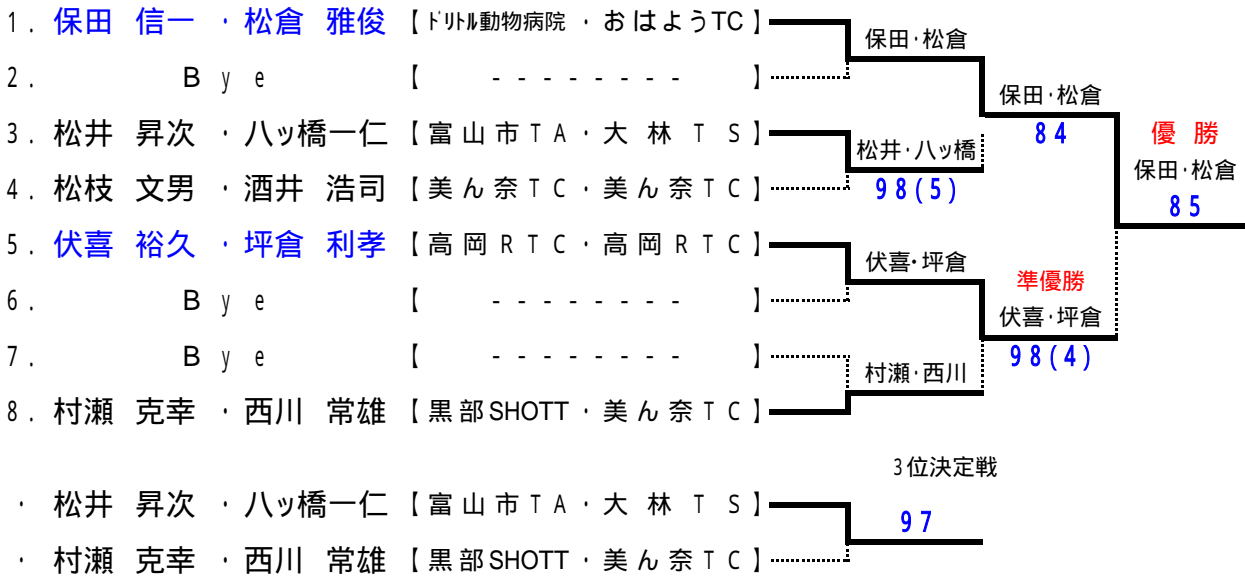 1. 保田 信一 ・松倉 雅俊 【ドリトル動物病院・おはようTC】
保田・松倉
2. Bye 【 -------- 】
保田・松倉
84
3. 松井 昇次 ・八ッ橋一仁 【富山市TA・大林TS】
松井・八ッ橋
98(5)
優勝
保田・松倉
85
4. 松枝 文男 ・酒井 浩司 【美ん奈TC・美ん奈TC】
5. 伏喜 裕久 ・坪倉 利孝 【高岡RTC・高岡RTC】
伏喜・坪倉
6. Bye 【 -------- 】
準優勝
伏喜・坪倉
98(4)
7. Bye 【 -------- 】
村瀬・西川
8. 村瀬 克幸 ・西川 常雄 【黒部SHOTT・美ん奈TC】
3位決定戦
・ 松井 昇次 ・八ッ橋一仁 【富山市TA・大林TS】
97
・ 村瀬 克幸 ・西川 常雄 【黒部SHOTT・美ん奈TC】